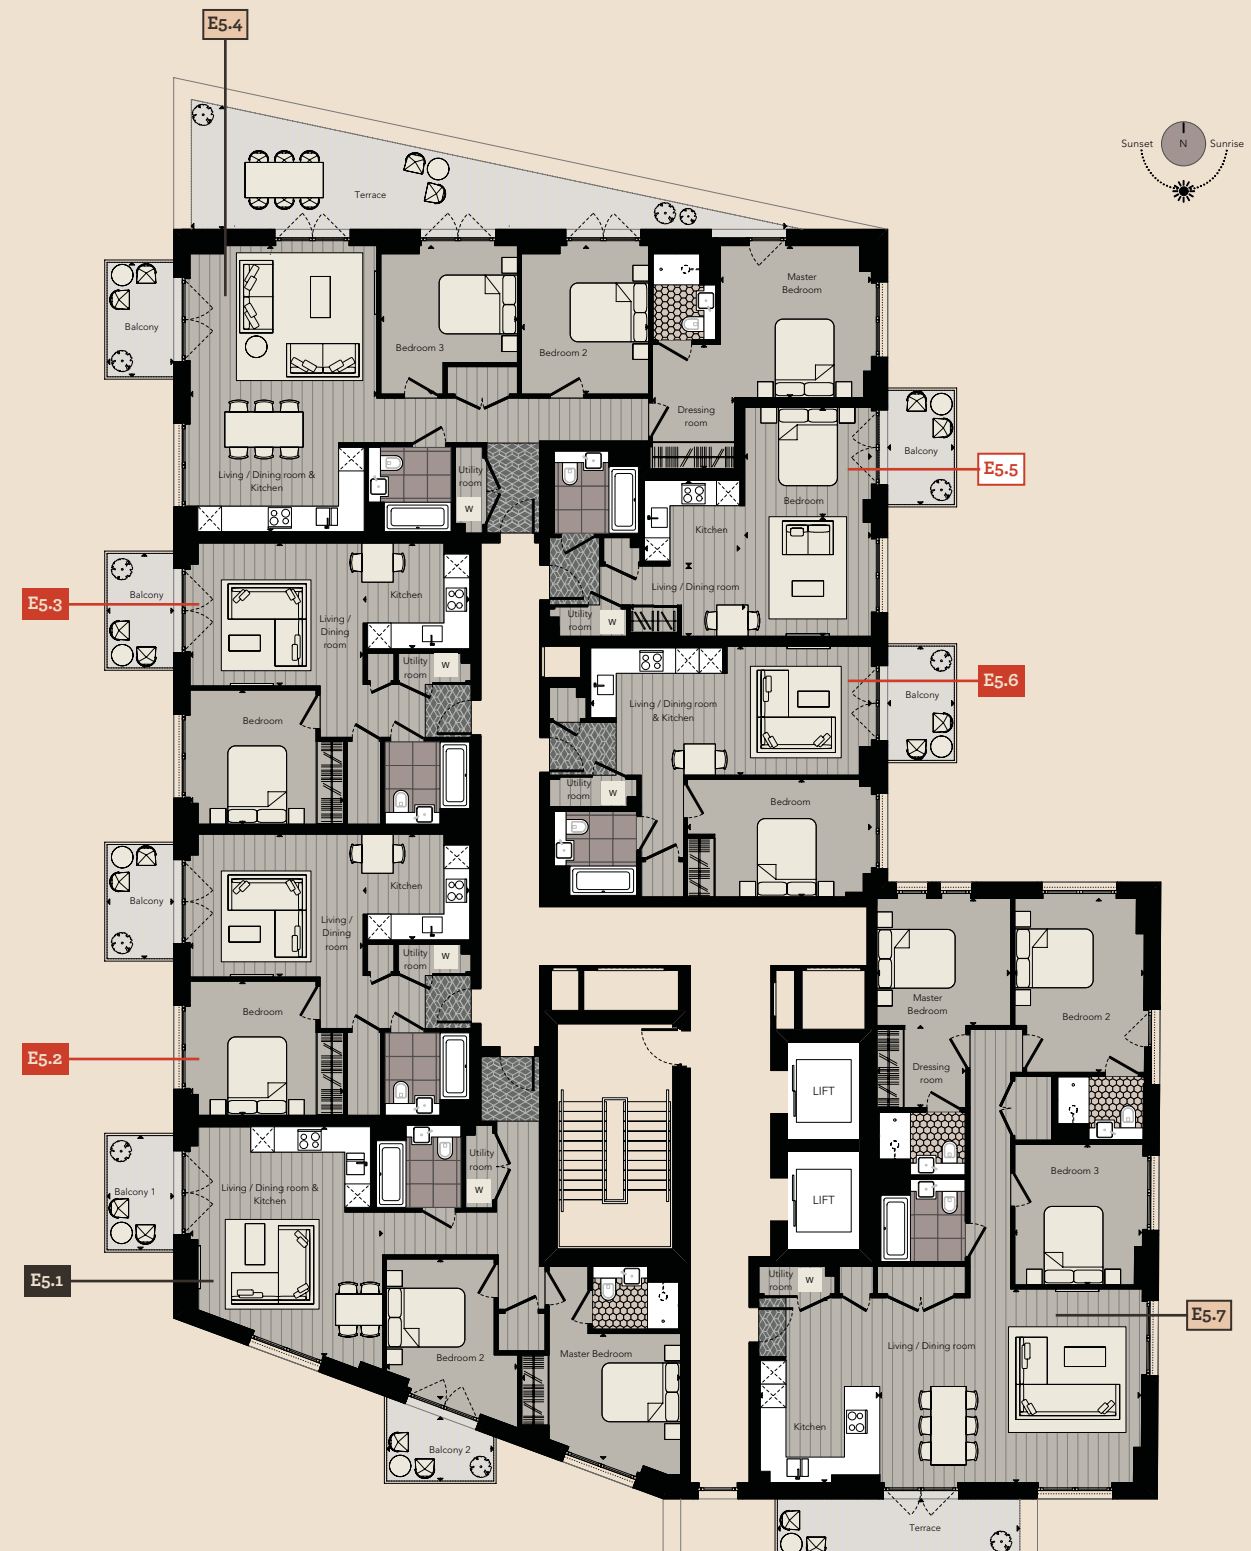 E5.4
Sunset
N
Sunrise
Terrace
Master
Bedroom
Balcony
Bedroom 3
Bedroom 2
Dressing
room
Balcony
E5.5
Living / Dining room &
Kitchen
Utility
room
W
Bedroom
Kitchen
Living / Dining room
E5.3
Balcony
Kitchen
Living /
Dining
room
Utility
room
W
Utility
room
W
E5.6
Balcony
Living / Dining room
& Kitchen
Bedroom
Utility
room
W
Bedroom
Balcony
Kitchen
Living /
Dining
room
Utility
room
W
Bedroom
Master
Bedroom
Bedroom 2
E5.2
Dressing
room
LIFT
Utility
room
W
Bedroom 3
Balcony 1
Living / Dining room &
Kitchen
LIFT
E5.1
Utility
room
W
E5.7
Living / Dining room
Bedroom 2
Master Bedroom
Kitchen
Balcony 2
Terrace